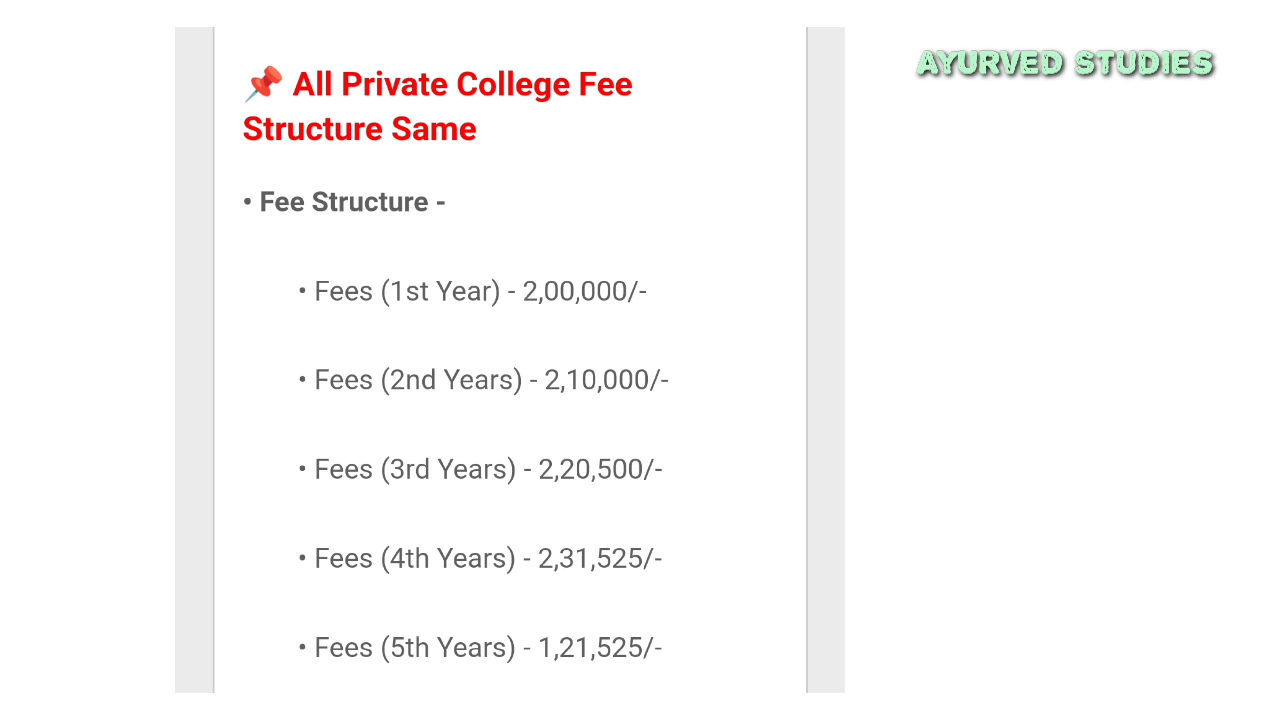 📌 All Private College Fee
Structure Same
• Fee Structure -
• Fees (1st Year) - 2,00,000/-
• Fees (2nd Years) - 2,10,000/-
• Fees (3rd Years) - 2,20,500/-
• Fees (4th Years) - 2,31,525/-
• Fees (5th Years) - 1,21,525/-
AYURVED STUDIES